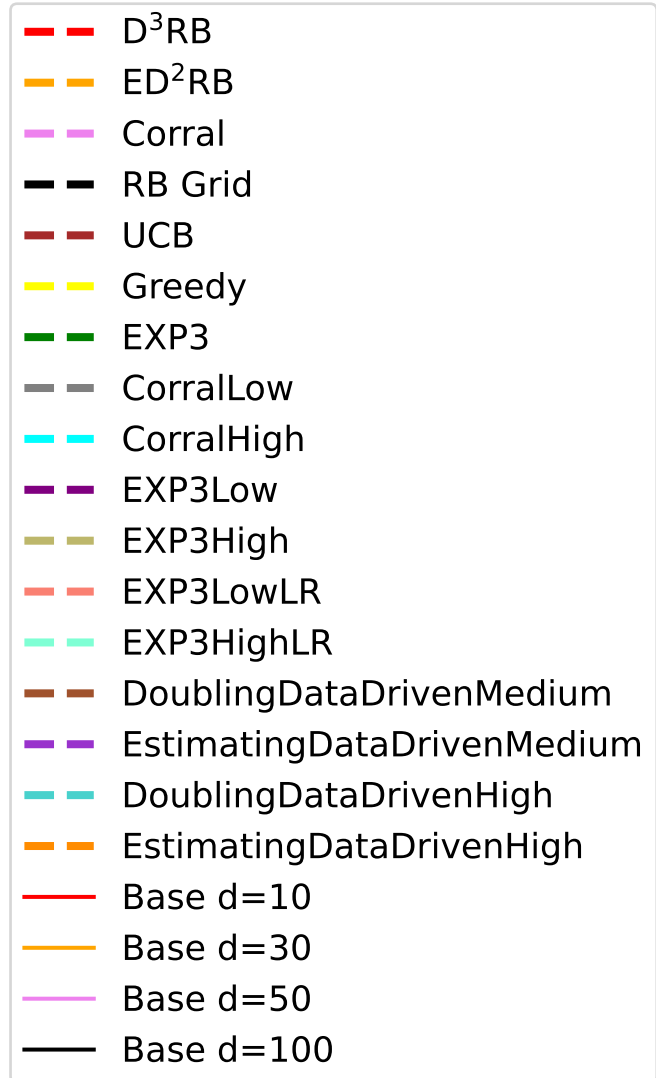 D³RB
ED²RB
Corral
RB Grid
UCB
Greedy
EXP3
CorralLow
CorralHigh
EXP3Low
EXP3High
EXP3LowLR
EXP3HighLR
DoublingDataDrivenMedium
EstimatingDataDrivenMedium
DoublingDataDrivenHigh
EstimatingDataDrivenHigh
Base d=10
Base d=30
Base d=50
Base d=100